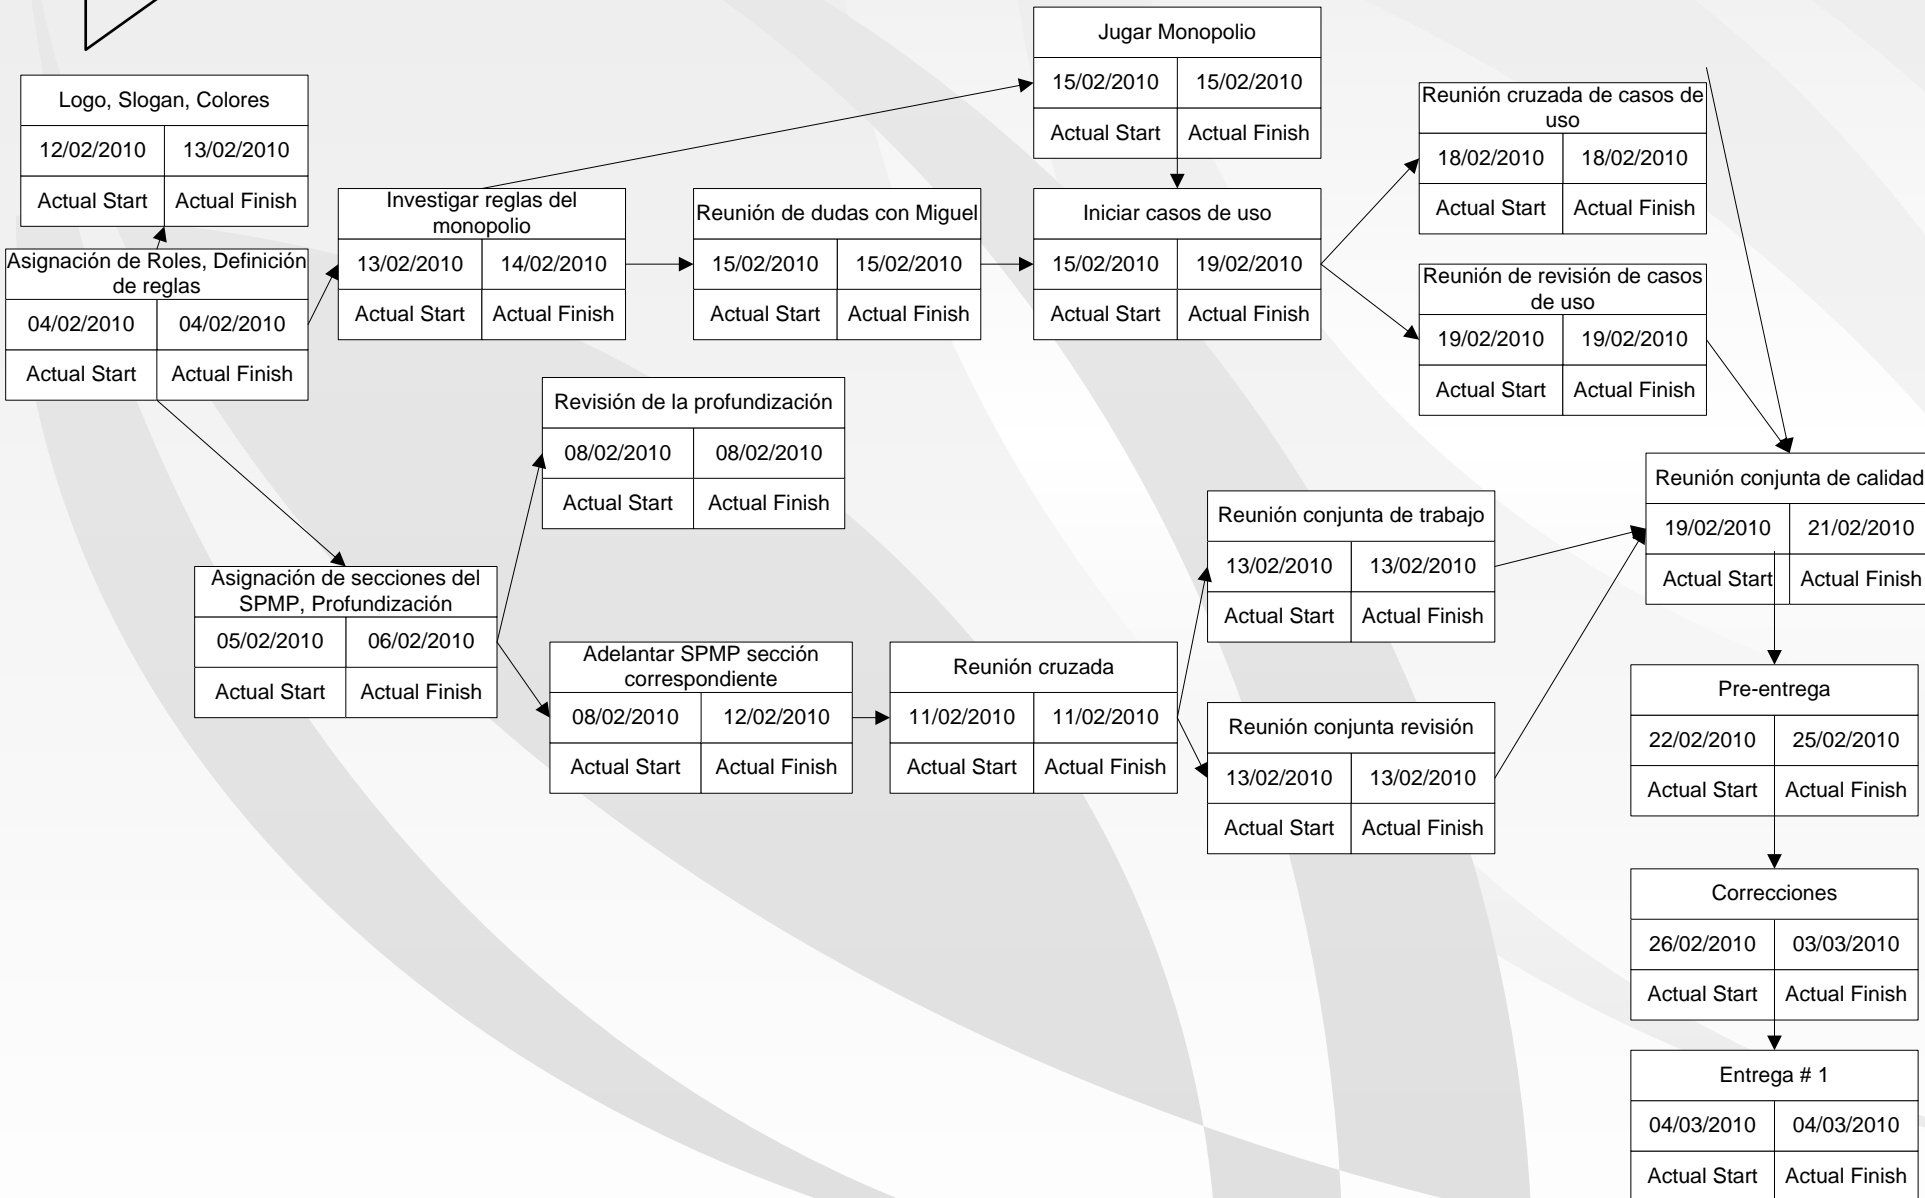 Jugar Monopolio
15/02/2010 15/02/2010
Actual Start Actual Finish
Logo, Slogan, Colores
12/02/2010 13/02/2010
Actual Start Actual Finish
Reunión cruzada de casos de
uso
18/02/2010 18/02/2010
Actual Start Actual Finish
Asignación de Roles, Definición
de reglas
04/02/2010 04/02/2010
Actual Start Actual Finish
Investigar reglas del
monopolio
13/02/2010 14/02/2010
Actual Start Actual Finish
Reunión de dudas con Miguel
15/02/2010 15/02/2010
Actual Start Actual Finish
Iniciar casos de uso
15/02/2010 19/02/2010
Actual Start Actual Finish
Reunión de revisión de casos
de uso
19/02/2010 19/02/2010
Actual Start Actual Finish
Revisión de la profundización
08/02/2010 08/02/2010
Actual Start Actual Finish
Reunión conjunta de calidad
19/02/2010 21/02/2010
Actual Start Actual Finish
Reunión conjunta de trabajo
13/02/2010 13/02/2010
Actual Start Actual Finish
Asignación de secciones del
SPMP, Profundización
05/02/2010 06/02/2010
Actual Start Actual Finish
Adelantar SPMP sección
correspondiente
08/02/2010 12/02/2010
Actual Start Actual Finish
Reunión cruzada
11/02/2010 11/02/2010
Actual Start Actual Finish
Reunión conjunta revisión
13/02/2010 13/02/2010
Actual Start Actual Finish
Pre-entrega
22/02/2010 25/02/2010
Actual Start Actual Finish
Correcciones
26/02/2010 03/03/2010
Actual Start Actual Finish
Entrega # 1
04/03/2010 04/03/2010
Actual Start Actual Finish